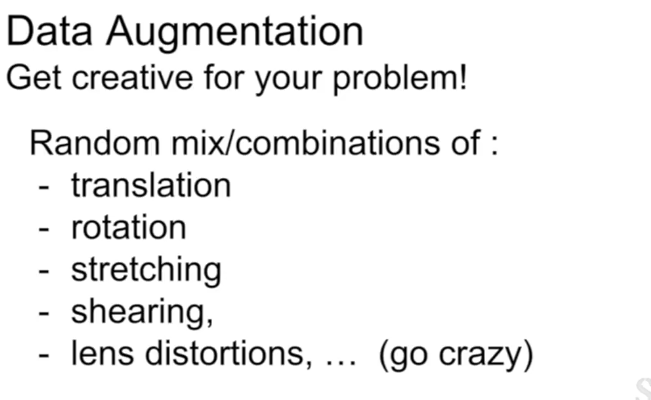 Data Augmentation
Get creative for your problem!
Random mix/combinations of :
- translation
- rotation
- stretching
- shearing,
- lens distortions, … (go crazy)